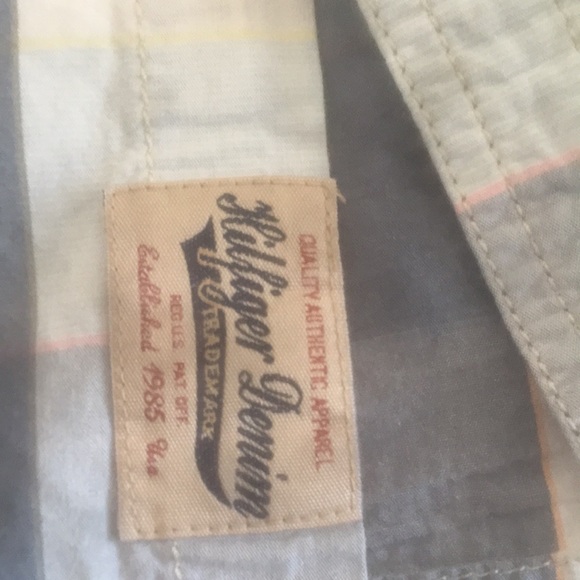 QUALITY AUTHENTIC APPAREL
Hilfiger Denim
TRADEMARK
REG U.S. PAT. OFF.
Established 1985 Usa